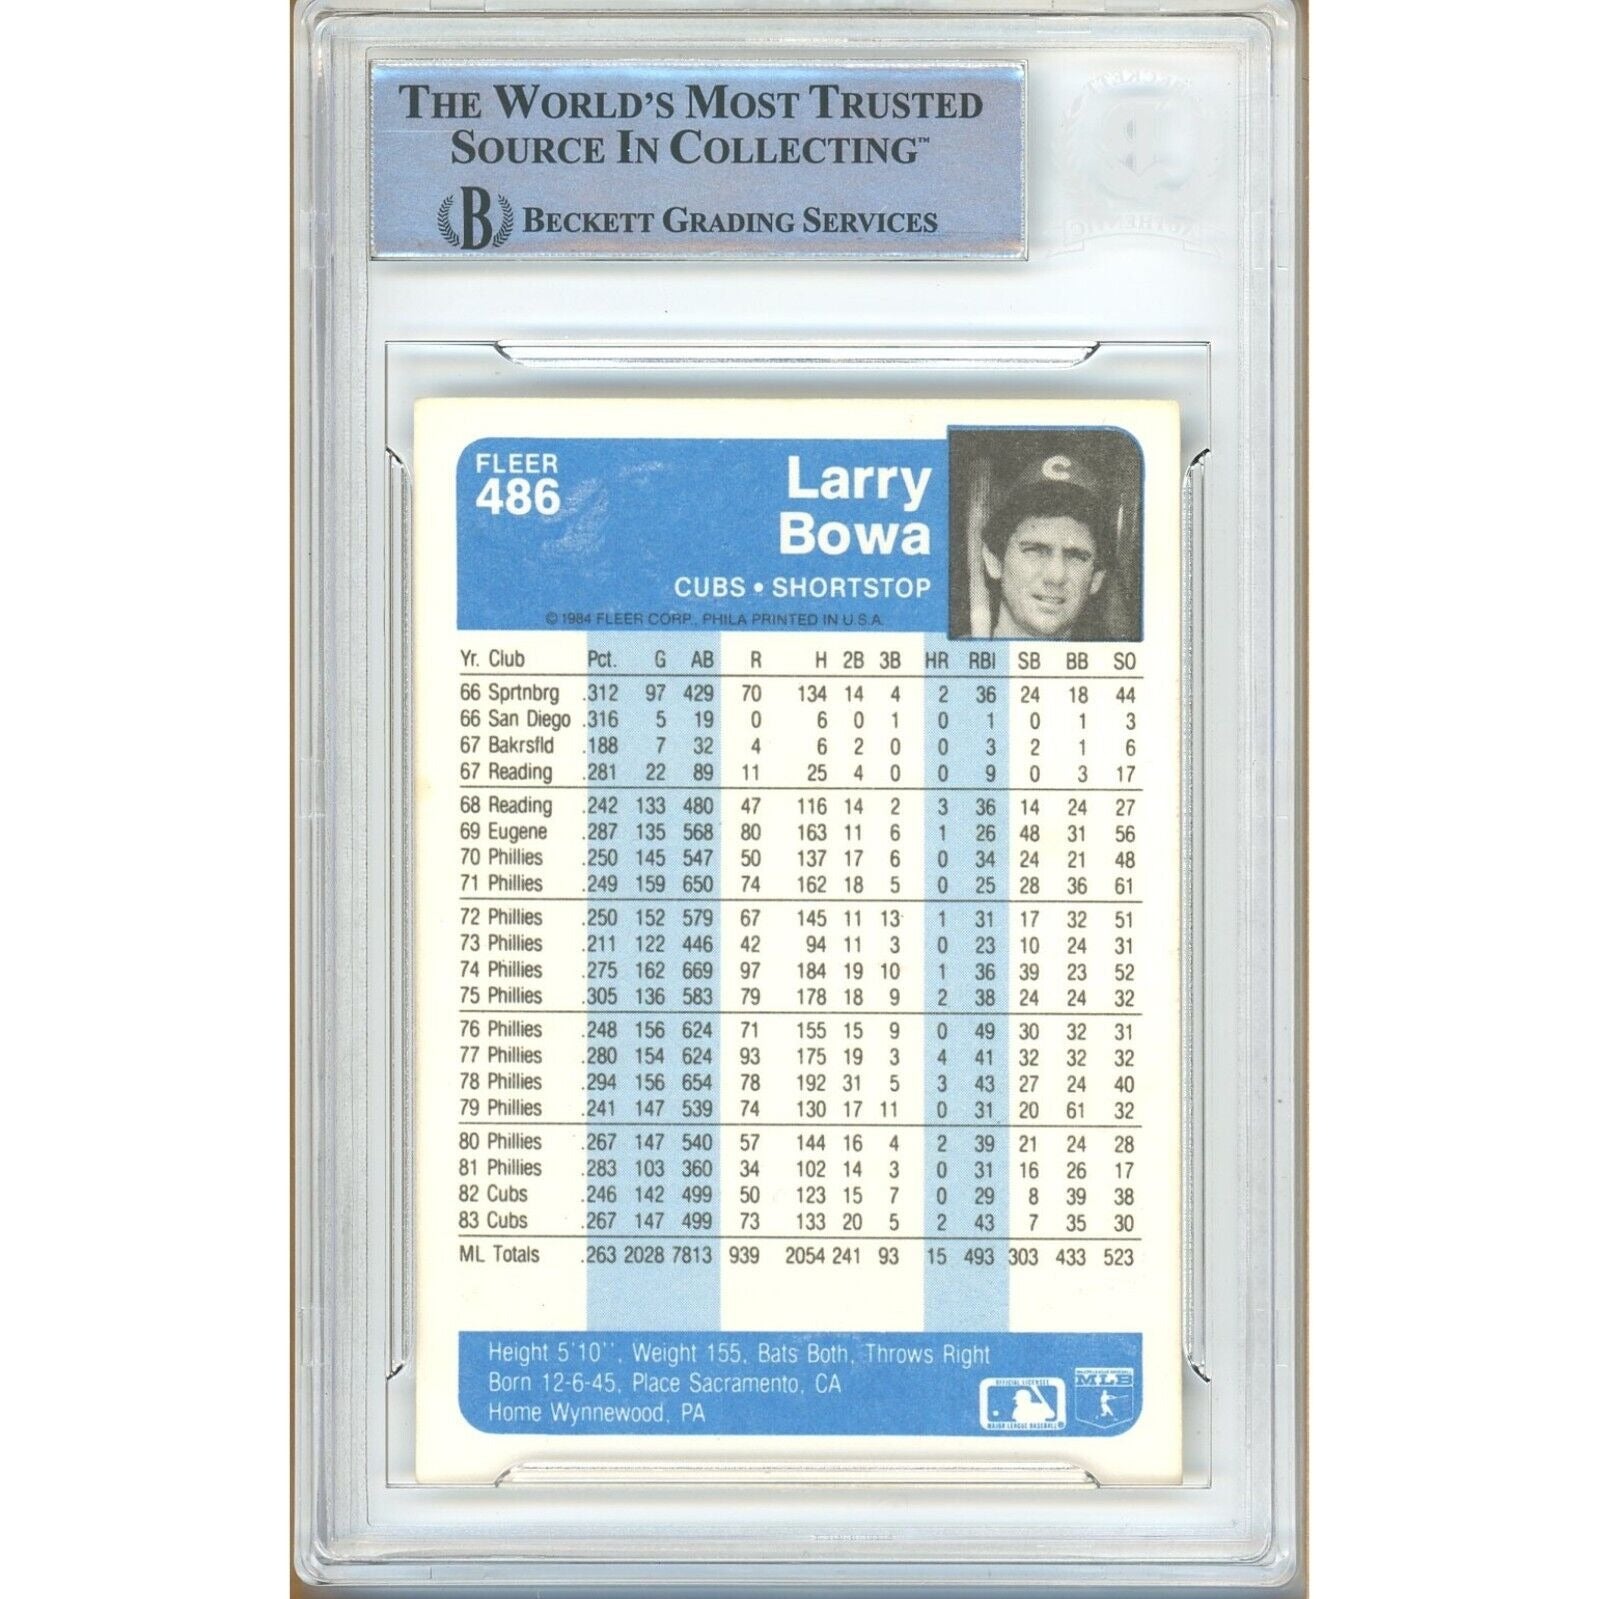 THE WORLD'S MOST TRUSTED
SOURCE IN COLLECTING™
B BECKETT GRADING SERVICES
FLEER
486
Larry
Bowa
CUBS • SHORTSTOP
C
© 1984 FLEER CORP., PHILA PRINTED IN U.S.A.
Yr. Club Pct. G AB R H 2B 3B HR RBI SB BB SO
66 Sprtnbrg .312 97 429 70 134 14 4 2 36 24 18 44
66 San Diego .316 5 19 0 6 0 1 0 1 0 1 3
67 Bakrsfld .188 7 32 4 6 2 0 0 3 2 1 6
67 Reading .281 22 89 11 25 4 0 0 9 0 3 17
68 Reading .242 133 480 47 116 14 2 3 36 14 24 27
69 Eugene .287 135 568 80 163 11 6 1 26 48 31 56
70 Phillies .250 145 547 50 137 17 6 0 34 24 21 48
71 Phillies .249 159 650 74 162 18 5 0 25 28 36 61
72 Phillies .250 152 579 67 145 11 13 1 31 17 32 51
73 Phillies .211 122 446 42 94 11 3 0 23 10 24 31
74 Phillies .275 162 669 97 184 19 10 1 36 39 23 52
75 Phillies .305 136 583 79 178 18 9 2 38 24 24 32
76 Phillies .248 156 624 71 155 15 9 0 49 30 32 31
77 Phillies .280 154 624 93 175 19 3 4 41 32 32 32
78 Phillies .294 156 654 78 192 31 5 3 43 27 24 40
79 Phillies .241 147 539 74 130 17 11 0 31 20 61 32
80 Phillies .267 147 540 57 144 16 4 2 39 21 24 28
81 Phillies .283 103 360 34 102 14 3 0 31 16 26 17
82 Cubs .246 142 499 50 123 15 7 0 29 8 39 38
83 Cubs .267 147 499 73 133 20 5 2 43 7 35 30
ML Totals .263 2028 7813 939 2054 241 93 15 493 303 433 523
Height 5'10'', Weight 155, Bats Both, Throws Right
Born 12-6-45, Place Sacramento, CA
Home Wynnewood, PA
OFFICIAL LICENSEE
MAJOR LEAGUE BASEBALL®
MLB